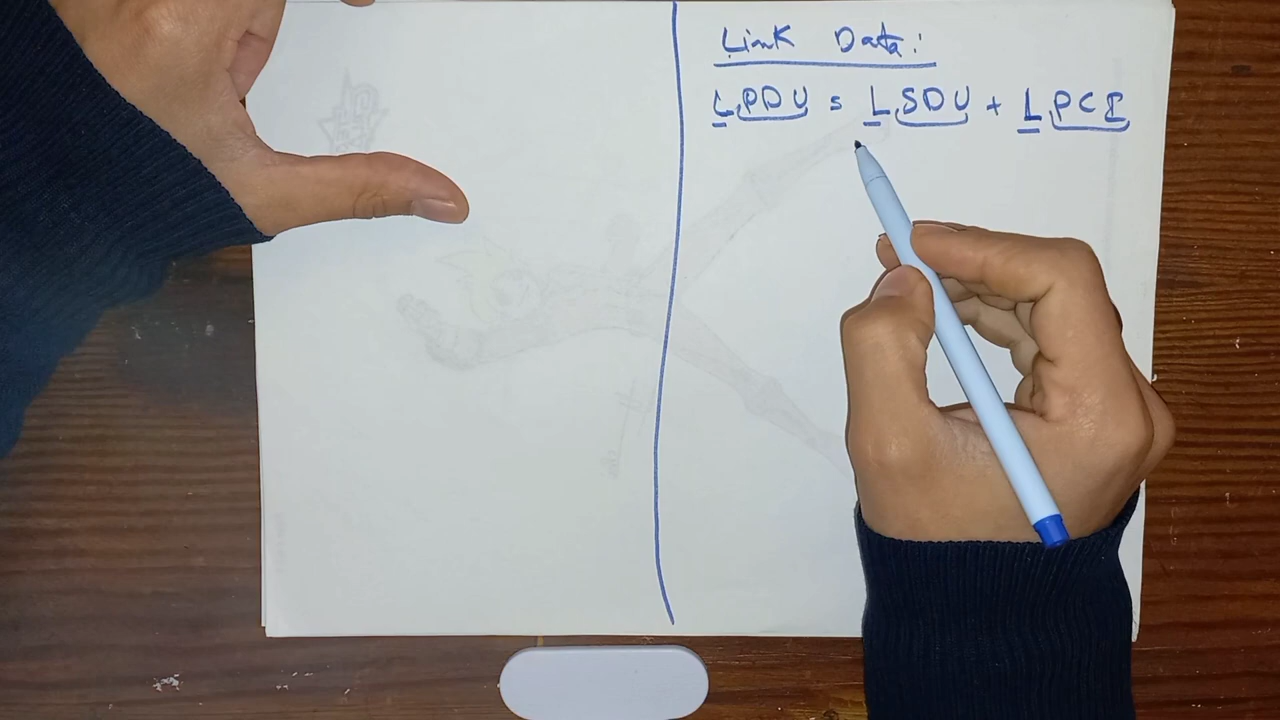 Link Data:
LPDU = LSDU + LPCI